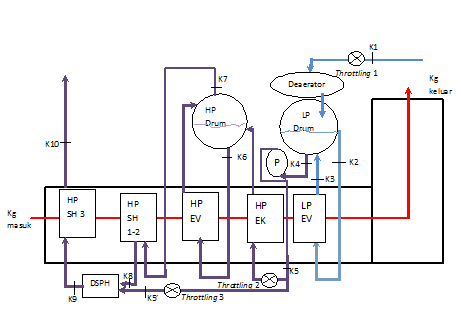 K1
Throttling 1
Kg
keluar
K7
Deaerator
HP
Drum
LP
Drum
K10
K6
P
K4
K2
K3
Kg
masuk
HP
SH 3
HP
SH
1-2
HP
EV
HP
EK
LP
EV
K5
K8
DSPH
K9
K5'
Throttling 2
Throttling 3